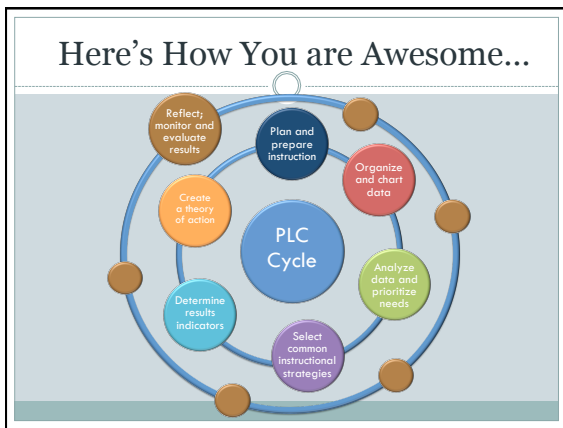 Here's How You are Awesome...
Reflect;
monitor and
evaluate
results
Plan and
prepare
instruction
Organize
and chart
data
Analyze
data and
prioritize
needs
Select
common
instructional
strategies
Determine
results
indicators
Create
a theory
of action
PLC
Cycle